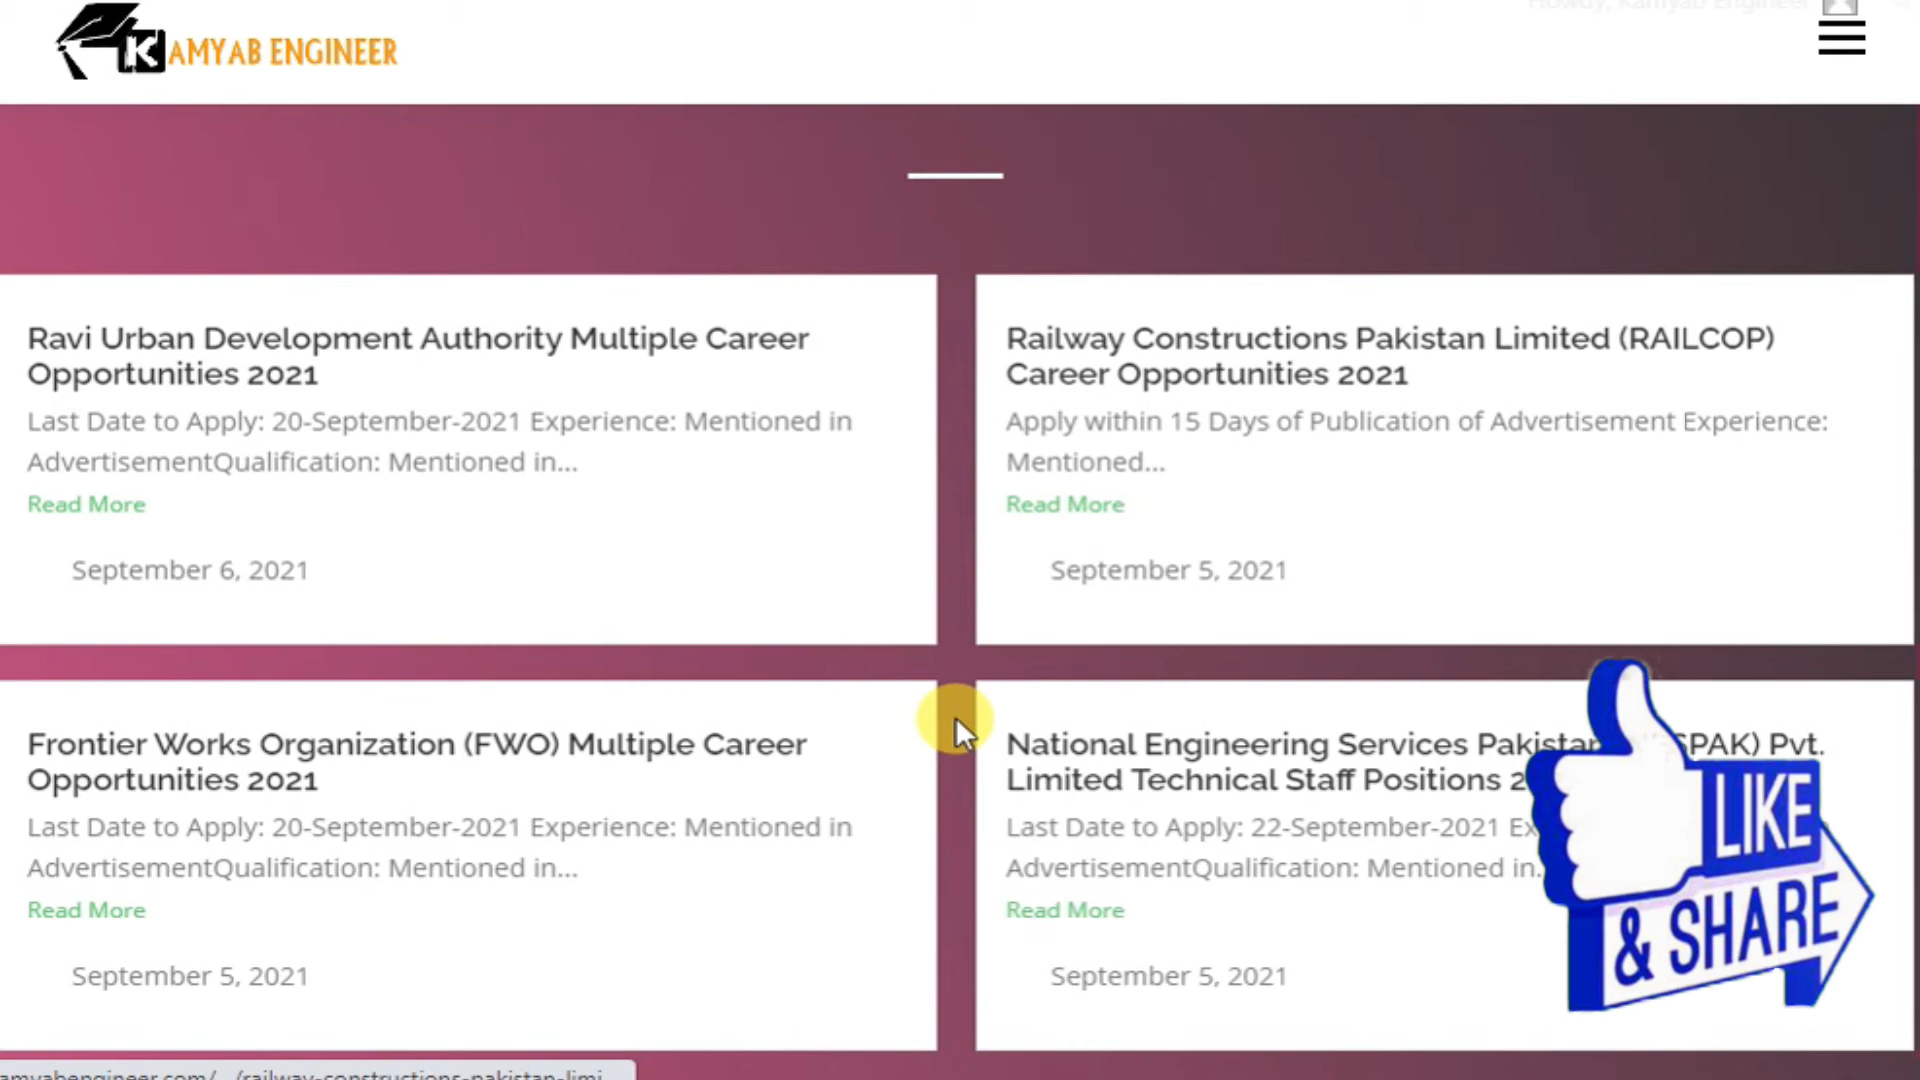 Howdy, Kamyab Engineer
KAMYAB ENGINEER
Ravi Urban Development Authority Multiple Career
Opportunities 2021
Last Date to Apply: 20-September-2021 Experience: Mentioned in
AdvertisementQualification: Mentioned in...
Read More
September 6, 2021
Railway Constructions Pakistan Limited (RAILCOP)
Career Opportunities 2021
Apply within 15 Days of Publication of Advertisement Experience:
Mentioned...
Read More
September 5, 2021
Frontier Works Organization (FWO) Multiple Career
Opportunities 2021
Last Date to Apply: 20-September-2021 Experience: Mentioned in
AdvertisementQualification: Mentioned in...
Read More
September 5, 2021
National Engineering Services Pakistan Pvt.
Limited Technical Staff Positions
Last Date to Apply: 22-September-2021
AdvertisementQualification: Mentioned in
Read More
September 5, 2021
LIKE
& SHARE
amyabengineer.com/.../railway-constructions-pakistan-limi...